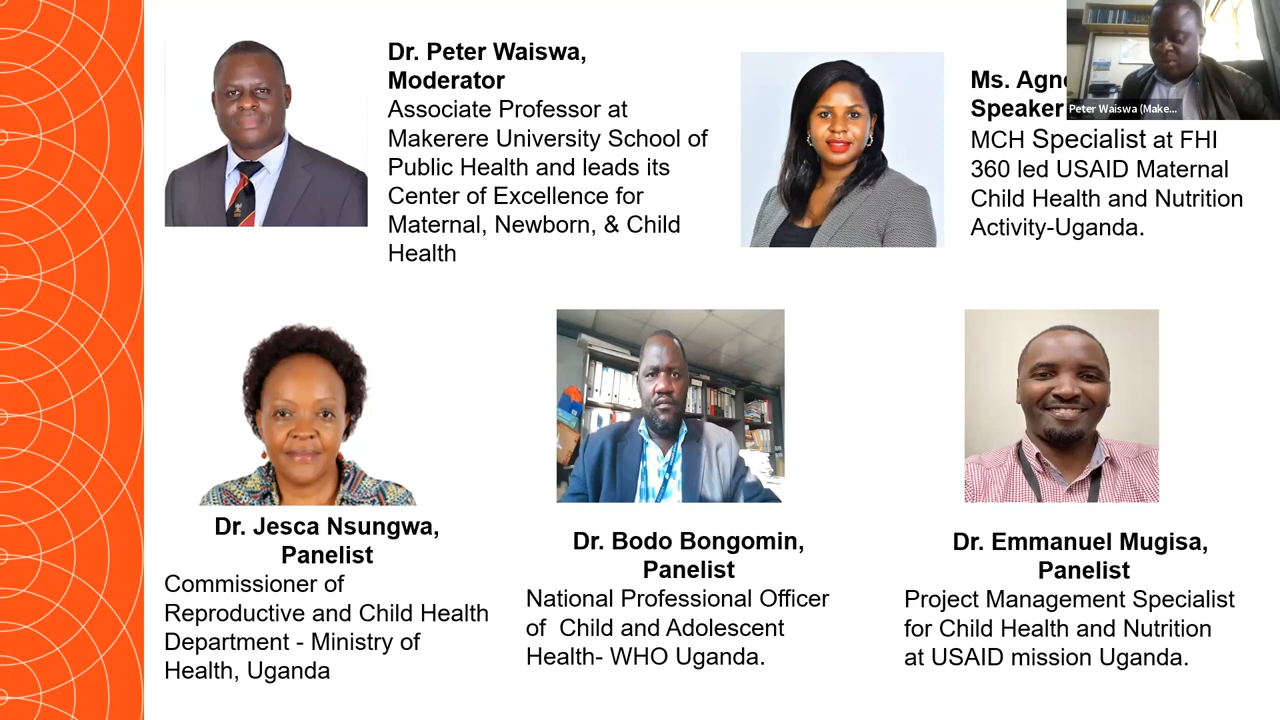 Dr. Peter Waiswa,
Moderator
Associate Professor at
Makerere University School of
Public Health and leads its
Center of Excellence for
Maternal, Newborn, & Child
Health
Ms. Agne
Speaker
MCH Specialist at FHI
360 led USAID Maternal
Child Health and Nutrition
Activity-Uganda.
Peter Waiswa (Make...
Dr. Jesca Nsungwa,
Panelist
Commissioner of
Reproductive and Child Health
Department - Ministry of
Health, Uganda
Dr. Bodo Bongomin,
Panelist
National Professional Officer
of  Child and Adolescent
Health- WHO Uganda.
Dr. Emmanuel Mugisa,
Panelist
Project Management Specialist
for Child Health and Nutrition
at USAID mission Uganda.